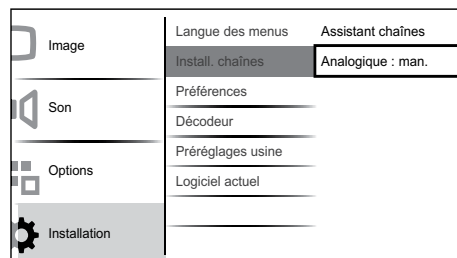 Image
Son
Options
Installation
Langue des menus
Install. chaînes
Préférences
Décodeur
Préréglages usine
Logiciel actuel
Assistant chaînes
Analogique : man.